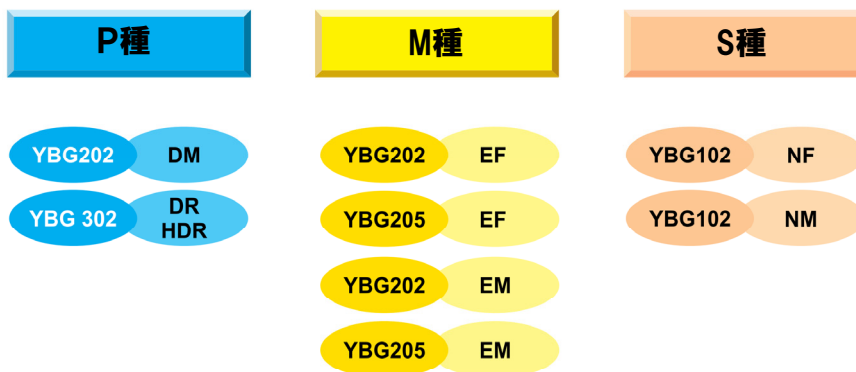 P種
YBG202 DM
YBG 302 DR
HDR
M種
YBG202 EF
YBG205 EF
YBG202 EM
YBG205 EM
S種
YBG102 NF
YBG102 NM